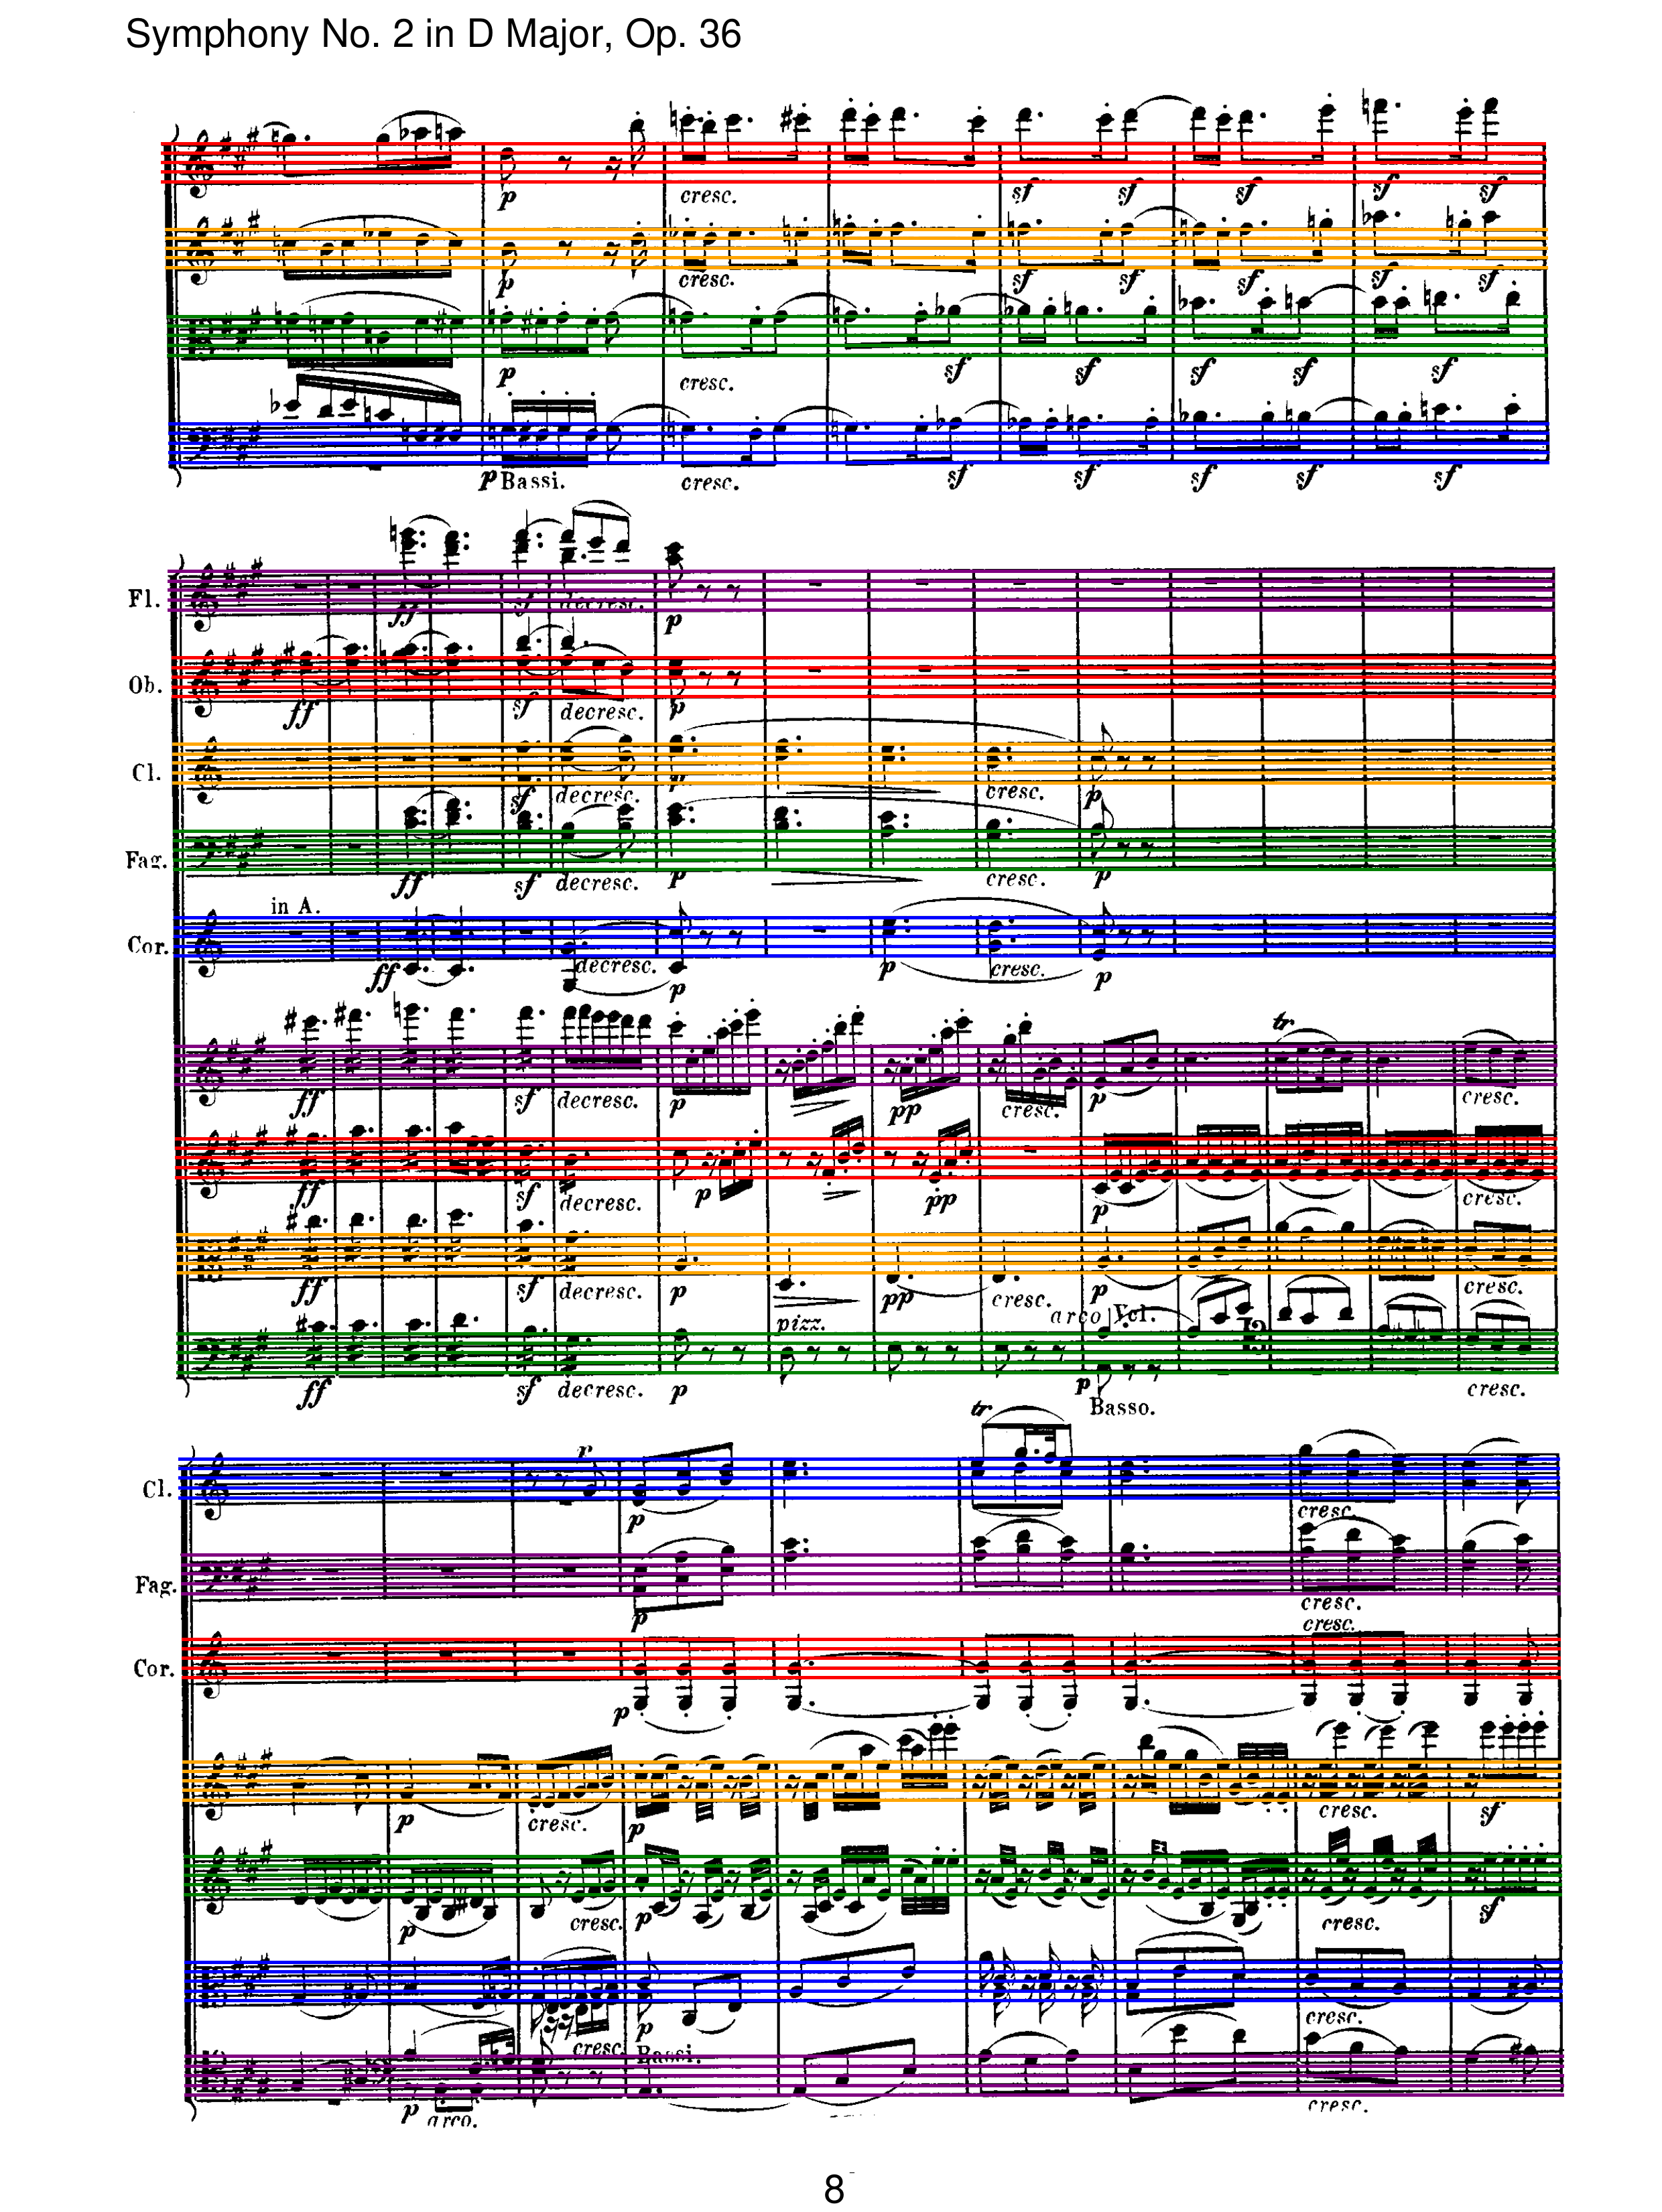 Symphony No. 2 in D Major, Op. 36
p cresc. sf sf sf sf sf
p cresc. sf sf sf sf sf
p cresc. sf sf sf sf sf
p Bassi. cresc. sf sf sf sf sf
Fl. ff sf decresc. p
Ob. ff sf decresc. p
Cl. sf decresc. p cresc. p
Fag. ff sf decresc. p cresc. p
in A.
Cor. ff decresc. p p cresc. p
tr
ff sf decresc. p pp cresc. p cresc.
ff sf decresc. p pp p cresc.
ff sf decresc. p pp cresc. p cresc.
pizz. arco Vcl.
ff sf decresc. p p Basso. cresc.
tr
Cl. p p cresc.
Fag. p cresc.
cresc.
Cor. p
p cresc. p cresc. sf
p cresc. p cresc. sf
cresc. p cresc.
Bassi.
p arco. cresc.
8